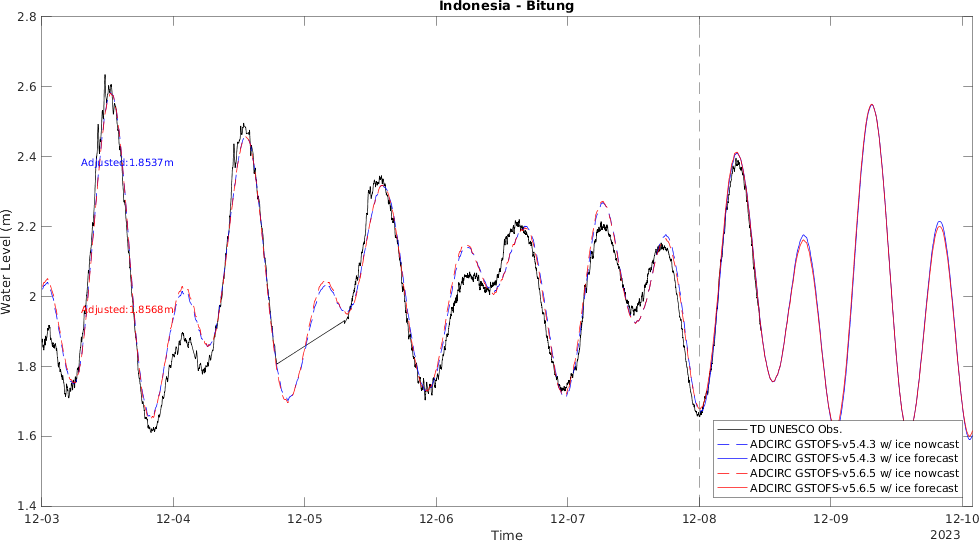 Indonesia - Bitung
2.8
2.6
2.4
2.2
2
1.8
1.6
1.4
Water Level (m)
Adjusted:1.8537m
Adjusted:1.8568m
TD UNESCO Obs.
ADCIRC GSTOFS-v5.4.3 w/ ice nowcast
ADCIRC GSTOFS-v5.4.3 w/ ice forecast
ADCIRC GSTOFS-v5.6.5 w/ ice nowcast
ADCIRC GSTOFS-v5.6.5 w/ ice forecast
12-03 12-04 12-05 12-06 12-07 12-08 12-09 12-10
Time
2023